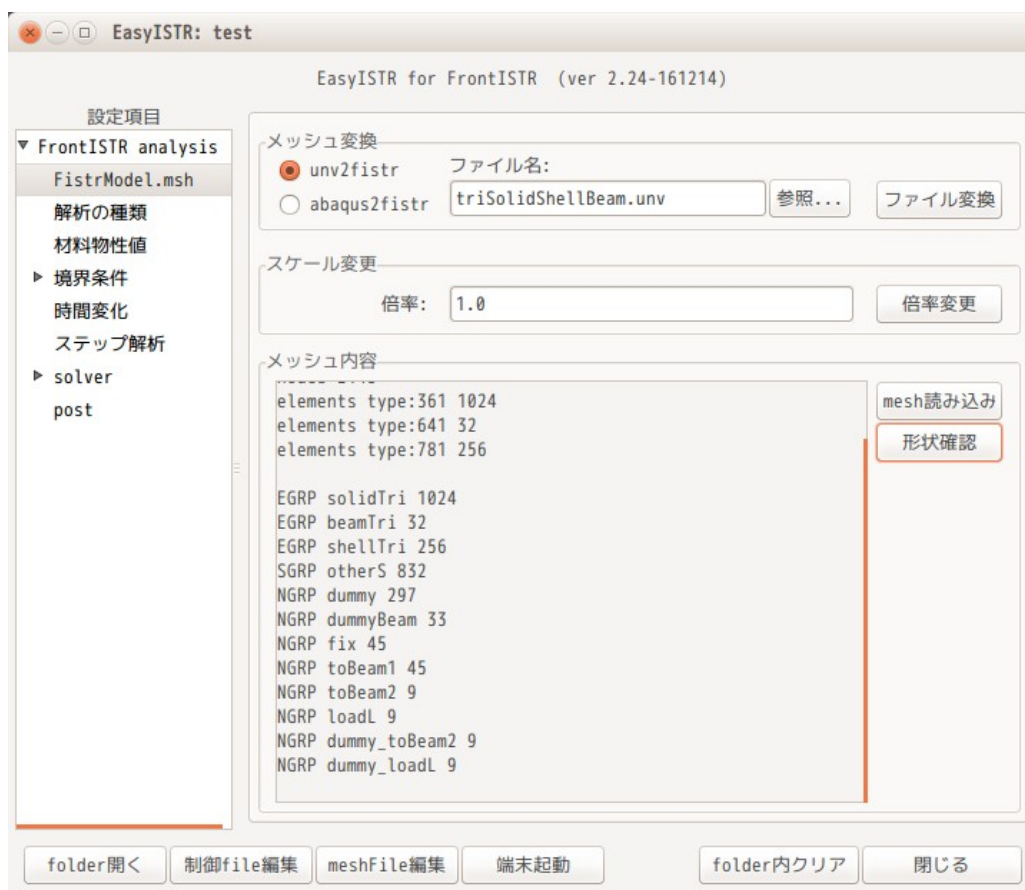 EasyISTR: test
EasyISTR for FrontISTR (ver 2.24-161214)
設定項目
FrontISTR analysis
FistrModel.msh
解析の種類
材料物性値
境界条件
時間変化
ステップ解析
solver
post
メッシュ変換
unv2fistr
abaqus2fistr
ファイル名:
triSolidShellBeam.unv
参照...
ファイル変換
スケール変更
倍率:
1.0
倍率変更
メッシュ内容
elements type:361 1024
elements type:641 32
elements type:781 256
EGRP solidTri 1024
EGRP beamTri 32
EGRP shellTri 256
SGRP otherS 832
NGRP dummy 297
NGRP dummyBeam 33
NGRP fix 45
NGRP toBeam1 45
NGRP toBeam2 9
NGRP loadL 9
NGRP dummy_toBeam2 9
NGRP dummy_loadL 9
mesh読み込み
形状確認
folder開く
制御file編集
meshFile編集
端末起動
folder内クリア
閉じる